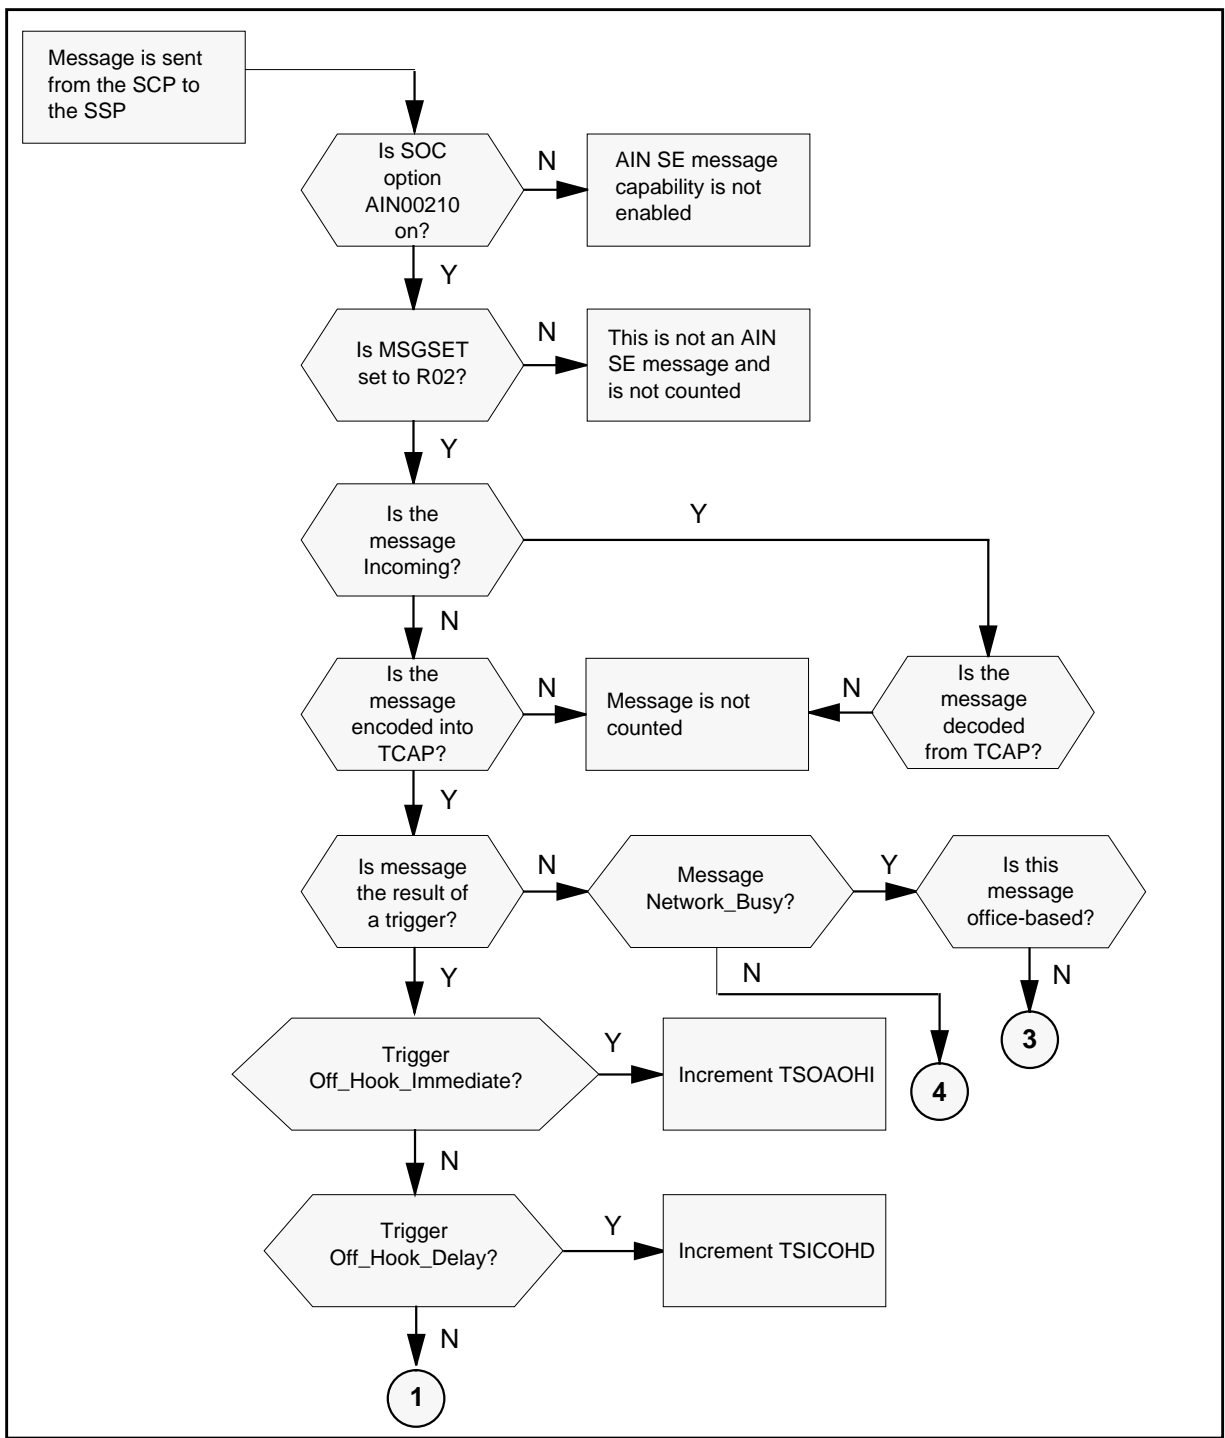 Message is sent
from the SCP to
the SSP
Is SOC
option
AIN00210
on?
N
AIN SE message
capability is not
enabled
Y
Is MSGSET
set to R02?
N
This is not an AIN
SE message and
is not counted
Y
Is the
message
Incoming?
Y
N
Is the
message
encoded into
TCAP?
N
Message is not
counted
N
Is the
message
decoded
from TCAP?
Y
Is message
the result of
a trigger?
N
Message
Network_Busy?
Y
Is this
message
office-based?
Y
N
N
3
4
Trigger
Off_Hook_Immediate?
Y
Increment TSOAOHI
N
Trigger
Off_Hook_Delay?
Y
Increment TSICOHD
N
1